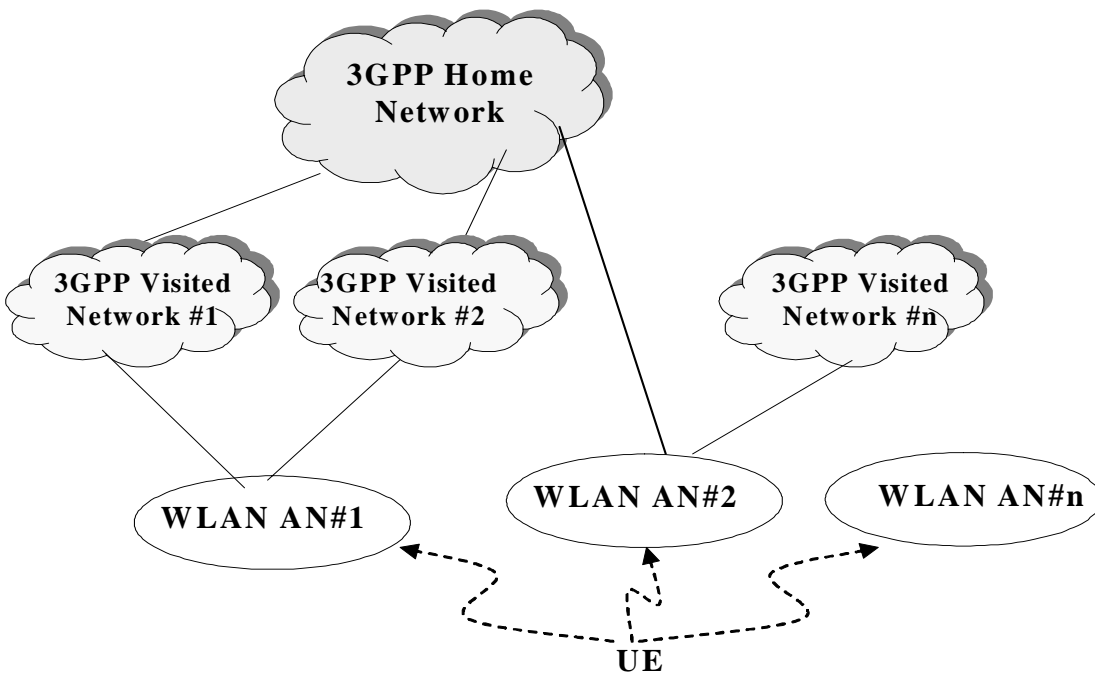 3GPP Home
Network
3GPP Visited
Network #1
3GPP Visited
Network #2
3GPP Visited
Network #n
WLAN AN#1
WLAN AN#2
WLAN AN#n
UE